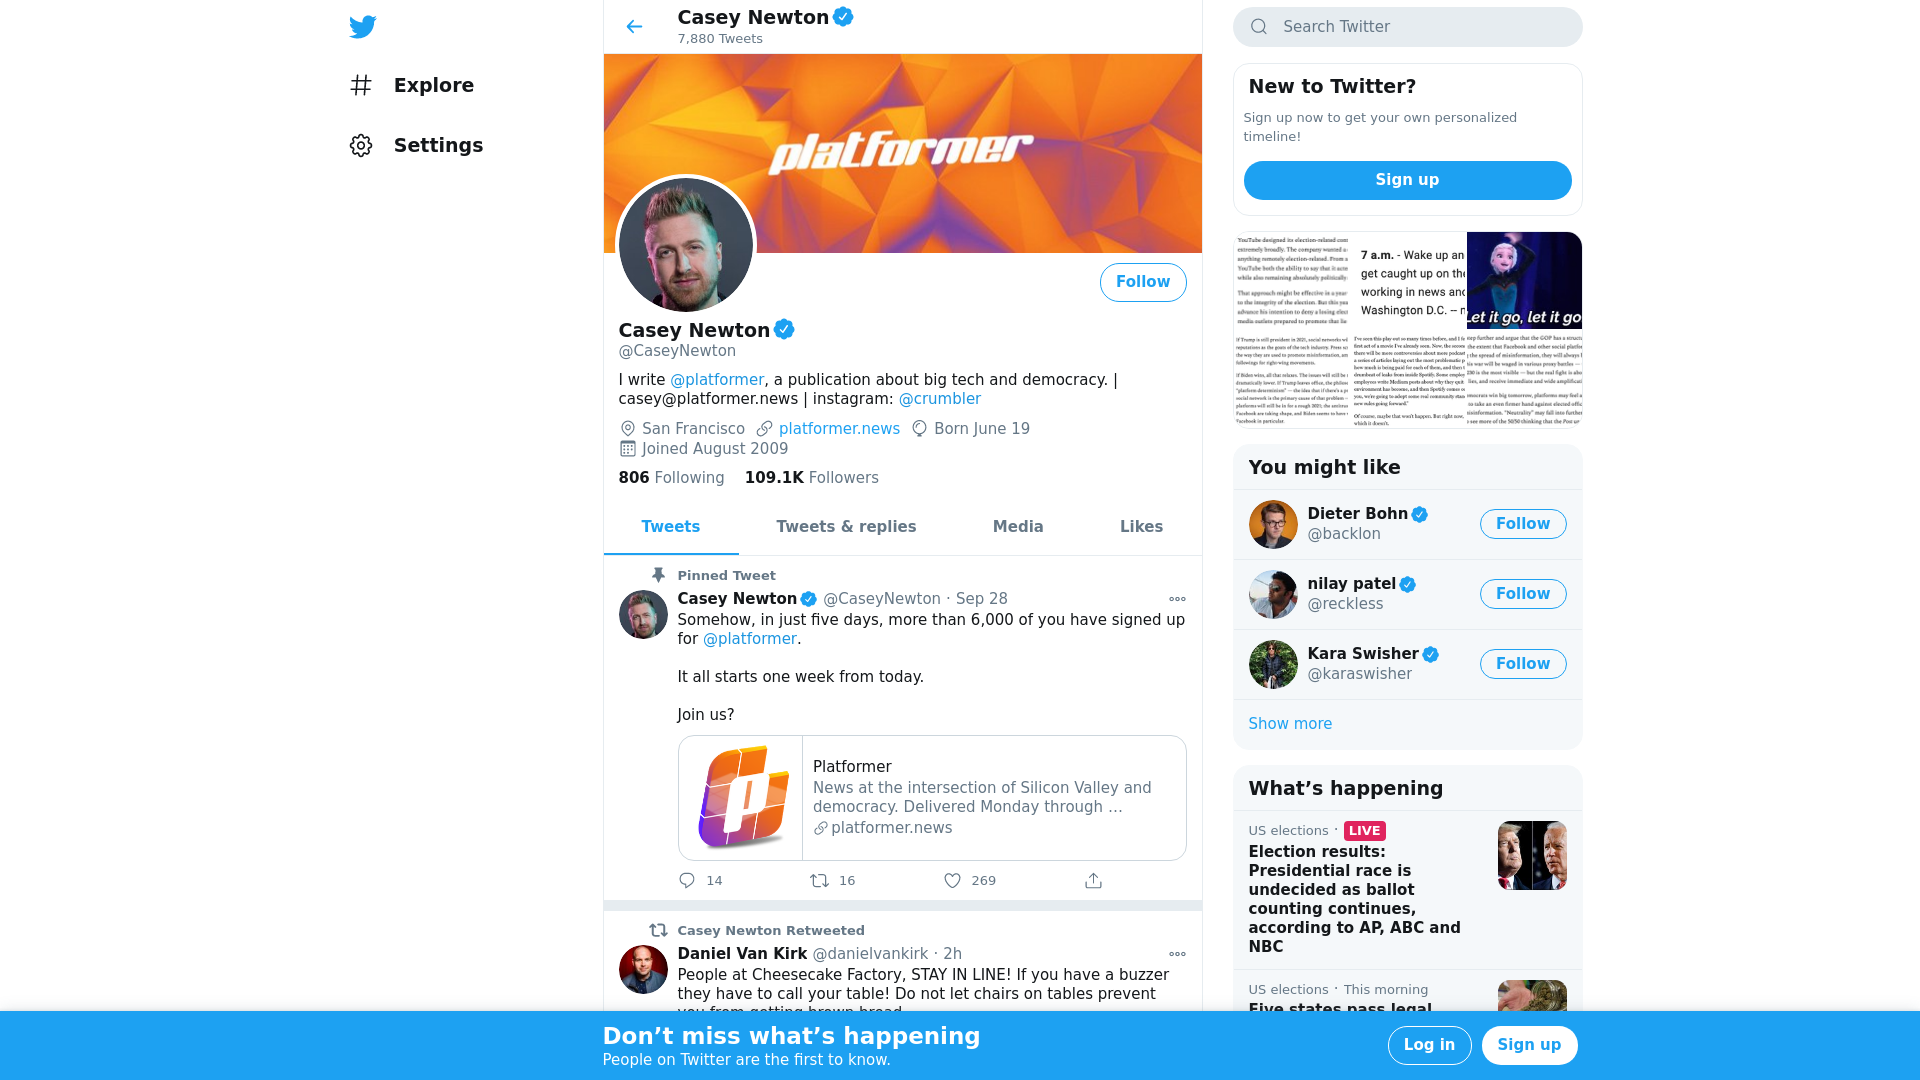 Explore
Settings
Casey Newton
7,880 Tweets
platformer
Follow
Casey Newton
@CaseyNewton
I write @platformer, a publication about big tech and democracy. |
casey@platformer.news | instagram: @crumbler
San Francisco platformer.news Born June 19
Joined August 2009
806 Following 109.1K Followers
Tweets Tweets & replies Media Likes
Pinned Tweet
Casey Newton @CaseyNewton · Sep 28
Somehow, in just five days, more than 6,000 of you have signed up
for @platformer.
It all starts one week from today.
Join us?
Platformer
News at the intersection of Silicon Valley and
democracy. Delivered Monday through …
platformer.news
14 16 269
Casey Newton Retweeted
Daniel Van Kirk @danielvankirk · 2h
People at Cheesecake Factory, STAY IN LINE! If you have a buzzer
they have to call your table! Do not let chairs on tables prevent
you from getting brown bread
Search Twitter
New to Twitter?
Sign up now to get your own personalized
timeline!
Sign up
7 a.m. - Wake up an
get caught up on the
working in news and
Washington D.C. --
Let it go, let it go
You might like
Dieter Bohn
@backlon
Follow
nilay patel
@reckless
Follow
Kara Swisher
@karaswisher
Follow
Show more
What's happening
US elections · LIVE
Election results:
Presidential race is
undecided as ballot
counting continues,
according to AP, ABC and
NBC
US elections · This morning
Five states pass legal
Don't miss what's happening
People on Twitter are the first to know.
Log in
Sign up